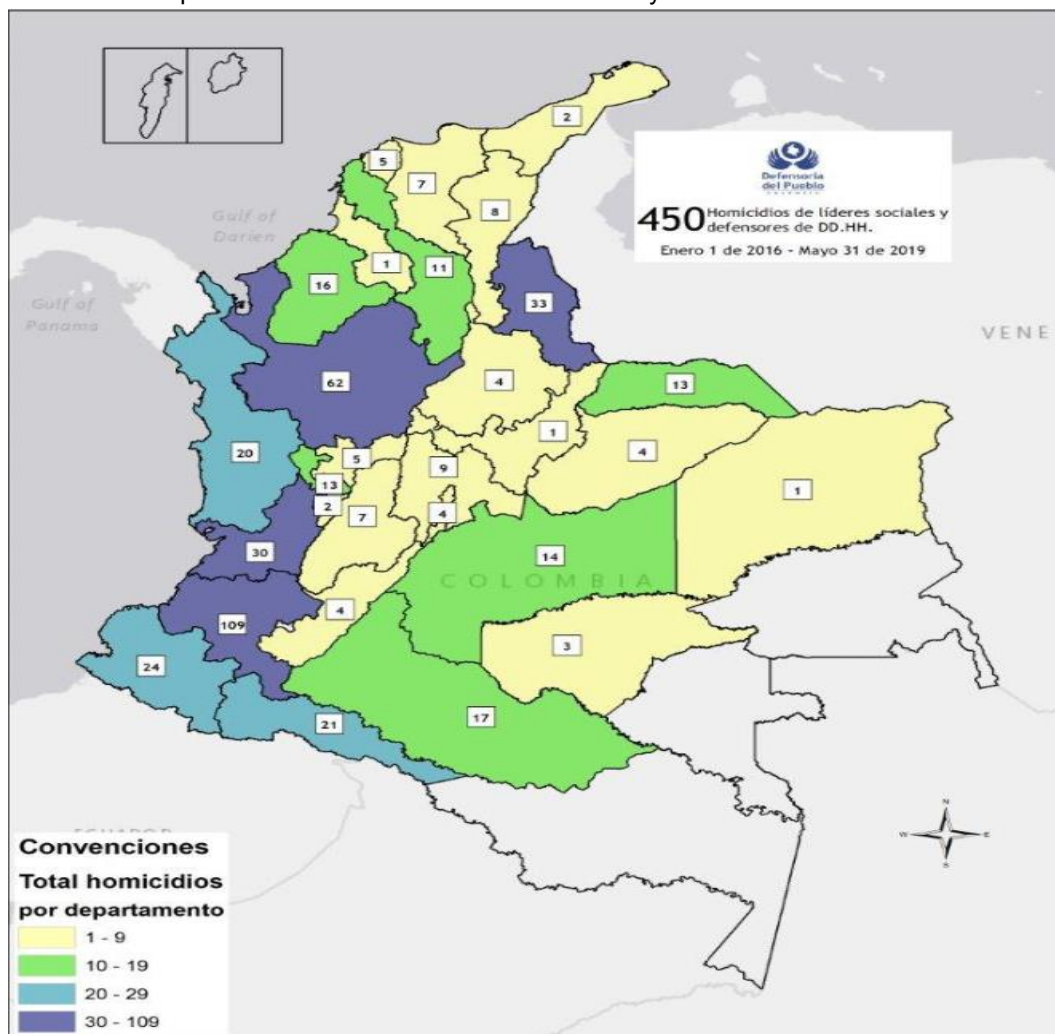 2
5
7
8
Defensoría
del Pueblo
COLOMBIA
450 Homicidios de líderes sociales y
defensores de DD.HH.
Enero 1 de 2016 - Mayo 31 de 2019
Gulf of
Darien
1
11
16
33
Gulf of
Panama
VENE
62
4
13
1
20
5
9
4
13
1
2
7
4
30
14
COLOMBIA
4
109
3
24
17
21
N
W E
S
Convenciones
Total homicidios
por departamento
1 - 9
10 - 19
20 - 29
30 - 109